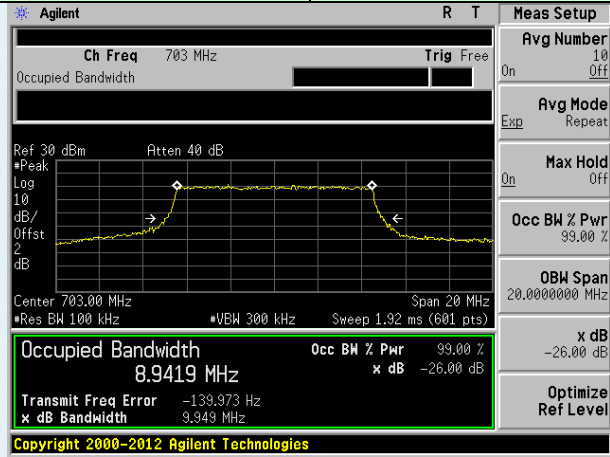 Agilent R T
Ch Freq 703 MHz Trig Free
Occupied Bandwidth
Ref 30 dBm Atten 40 dB
#Peak
Log
10
dB/
Offst
2
dB
Center 703.00 MHz Span 20 MHz
#Res BW 100 kHz #VBW 300 kHz Sweep 1.92 ms (601 pts)
Occupied Bandwidth Occ BW % Pwr 99.00 %
8.9419 MHz x dB -26.00 dB
Transmit Freq Error -139.973 Hz
x dB Bandwidth 9.949 MHz
Copyright 2000-2012 Agilent Technologies
Meas Setup
Avg Number
10
On Off
Avg Mode
Exp Repeat
Max Hold
On Off
Occ BW % Pwr
99.00 %
OBW Span
20.0000000 MHz
x dB
-26.00 dB
Optimize
Ref Level